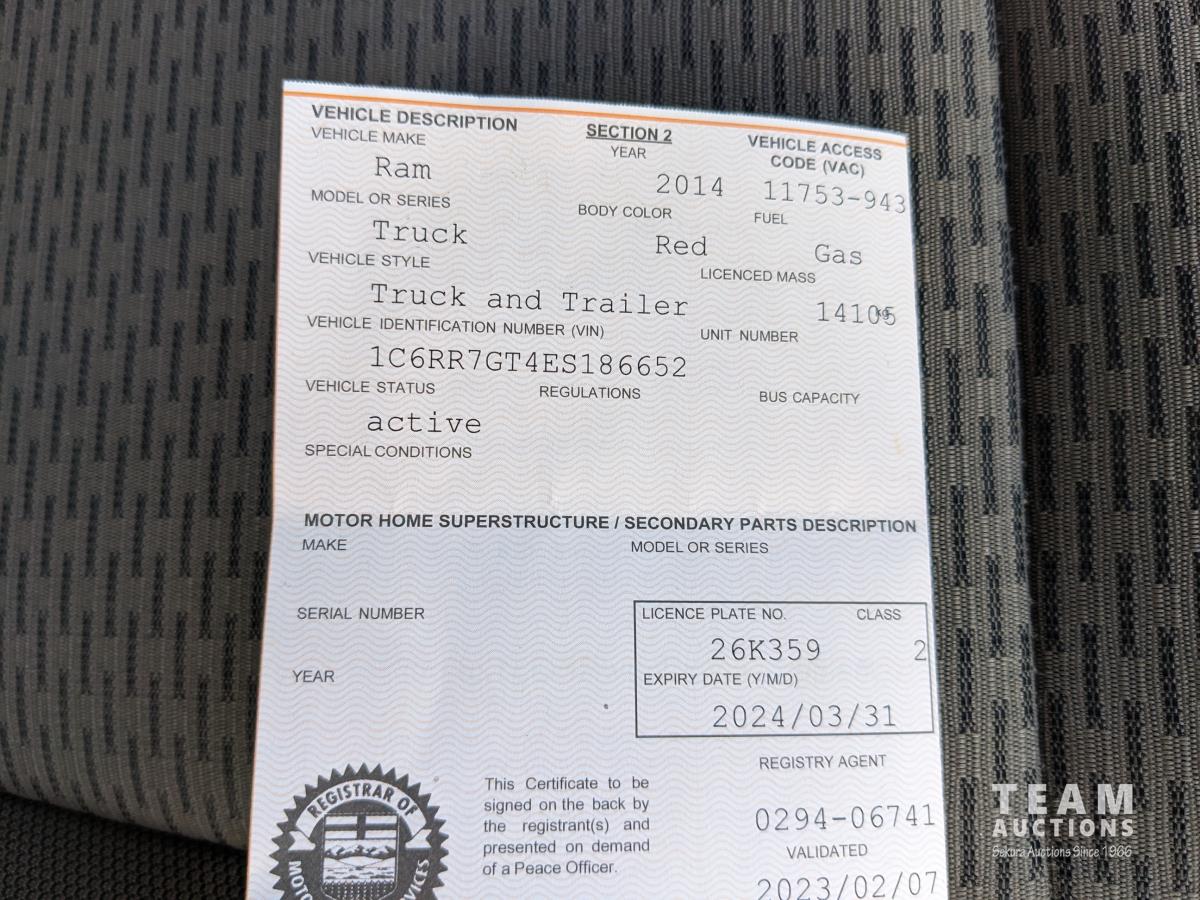 VEHICLE DESCRIPTION SECTION 2 VEHICLE ACCESS
VEHICLE MAKE YEAR CODE (VAC)
Ram 2014 11753-943
MODEL OR SERIES BODY COLOR FUEL
Truck Red Gas
VEHICLE STYLE LICENCED MASS
Truck and Trailer 14105 kg
VEHICLE IDENTIFICATION NUMBER (VIN) UNIT NUMBER
1C6RR7GT4ES186652
VEHICLE STATUS REGULATIONS BUS CAPACITY
active
SPECIAL CONDITIONS
MOTOR HOME SUPERSTRUCTURE / SECONDARY PARTS DESCRIPTION
MAKE MODEL OR SERIES
SERIAL NUMBER LICENCE PLATE NO. CLASS
26K359 2
YEAR EXPIRY DATE (Y/M/D)
2024/03/31
REGISTRY AGENT
0294-06741
VALIDATED
2023/02/07
This Certificate to be
signed on the back by
the registrant(s) and
presented on demand
of a Peace Officer.
REGISTRAR OF
TEAM
AUCTIONS
Sakura Auctions Since 1966